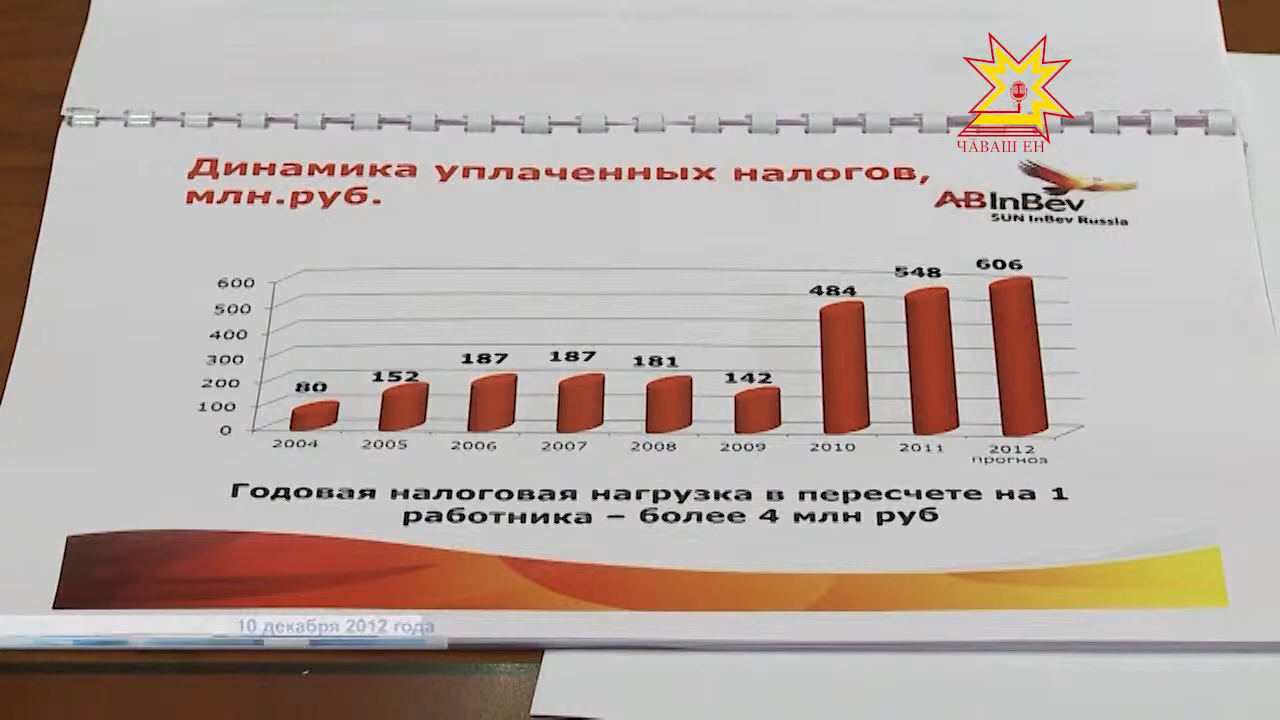 ЧӐВАШ ЕН
Динамика уплаченных налогов,
млн.руб.
ABInBev
SUN InBev Russia
600
500
400
300
200
100
0
80
152
187
187
181
142
484
548
606
2004
2005
2006
2007
2008
2009
2010
2011
2012
прогноз
Годовая налоговая нагрузка в пересчете на 1
работника – более 4 млн руб
10 декабря 2012 года